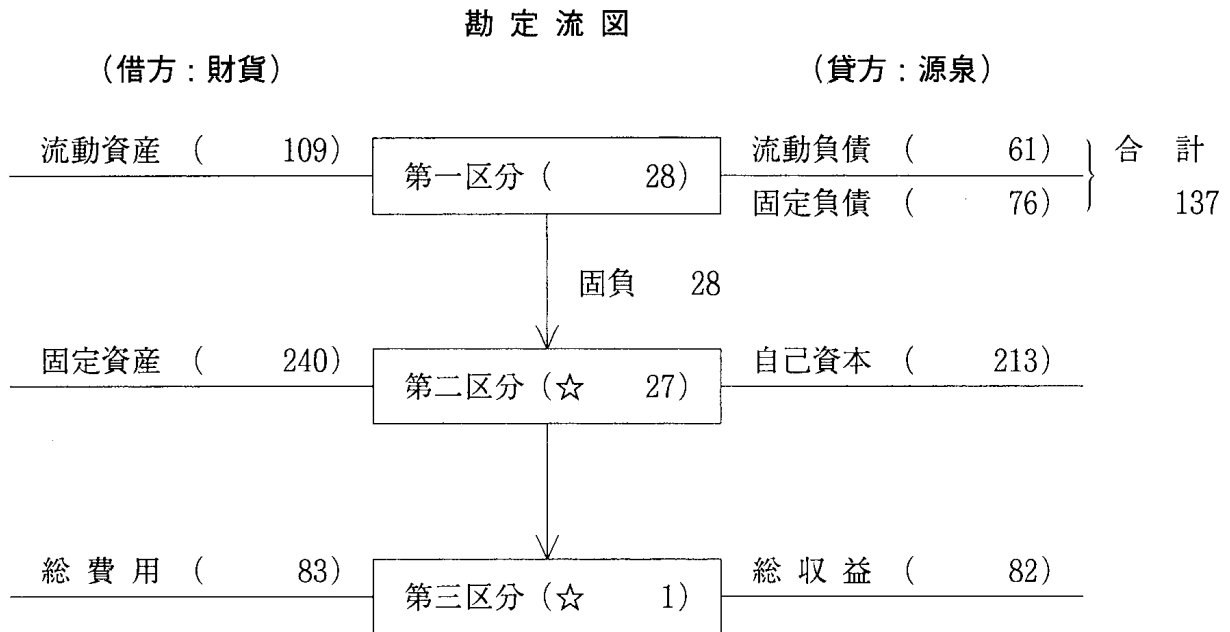 勘定流図
（借方：財貨）　（貸方：源泉）
流動資産 （ 109） 第一区分（ 28） 流動負債 （ 61） 合 計
固定負債 （ 76） 137
固負 28
固定資産 （ 240） 第二区分（☆ 27） 自己資本 （ 213）
総費用 （ 83） 第三区分（☆ 1） 総収益 （ 82）